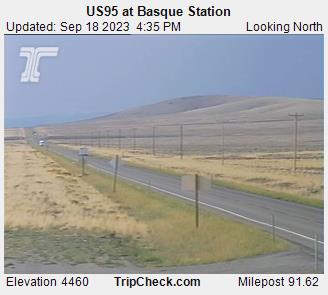 US95 at Basque Station
Updated: Sep 18 2023 4:35 PM Looking North
Elevation 4460 TripCheck.com Milepost 91.62